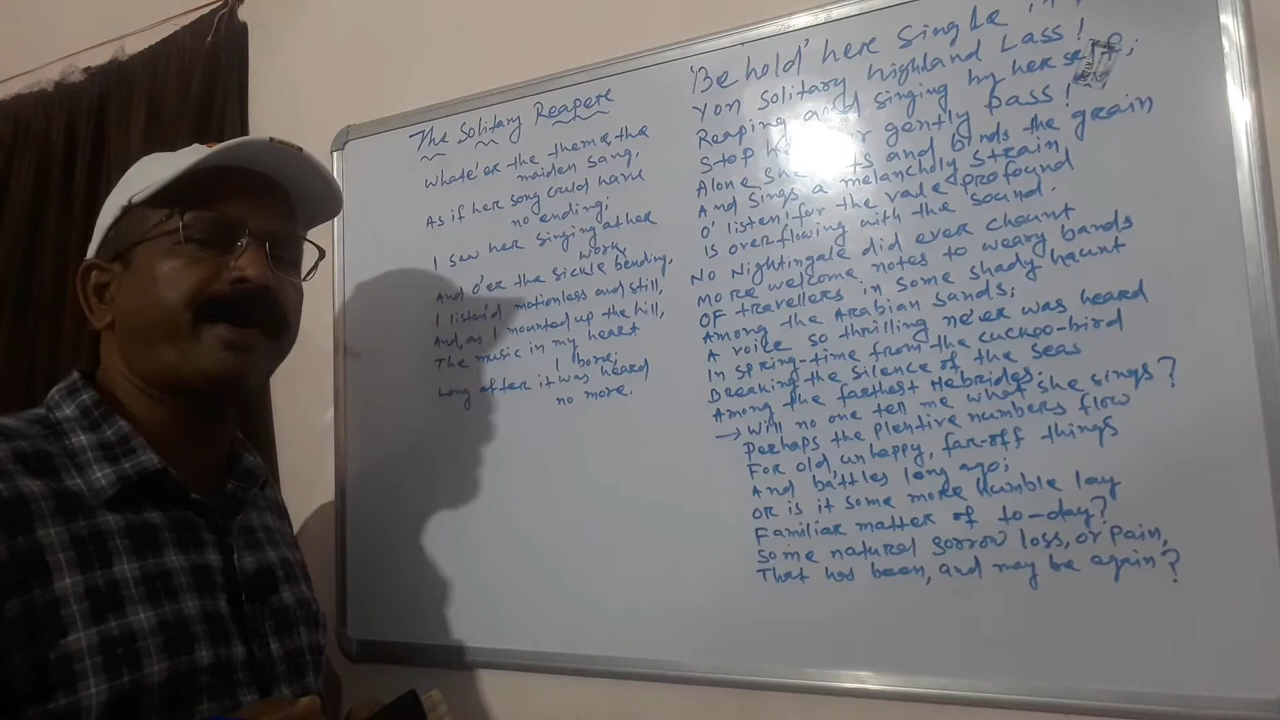 The Solitary Reapere
Whate'er the theme, the
maiden sang,
As if her song could have
no ending;
I saw her singing at her
work,
And o'er the sickle bending,
I listen'd motionless and still,
And, as I mounted up the hill,
The music in my heart
I bore;
Long after it was heard
no more.
'Behold' here single
Yon solitary highland Lass!
Reaping and singing by herself;
Stop or gently pass!
Alone she and binds the grain
And sings a melancholy strain
O' listen! for the vale profound
Is overflowing with the sound.
No Nightingale did ever chaunt
More welcome notes to weary bands
OF travellers in some shady haunt
Among the Arabian sands;
A voice so thrilling ne'er was heard
In spring-time from the cuckoo-bird
Breaking the silence of the seas
Among the farthest Hebrides.
→ Will no one tell me what she sings?
Perhaps the plentive numbers flow
For old, unhappy, far-off things
And battles long ago;
Or is it some more humble lay
Familiar matter of to-day?
Some natural sorrow loss, or pain,
That has been, and may be again?